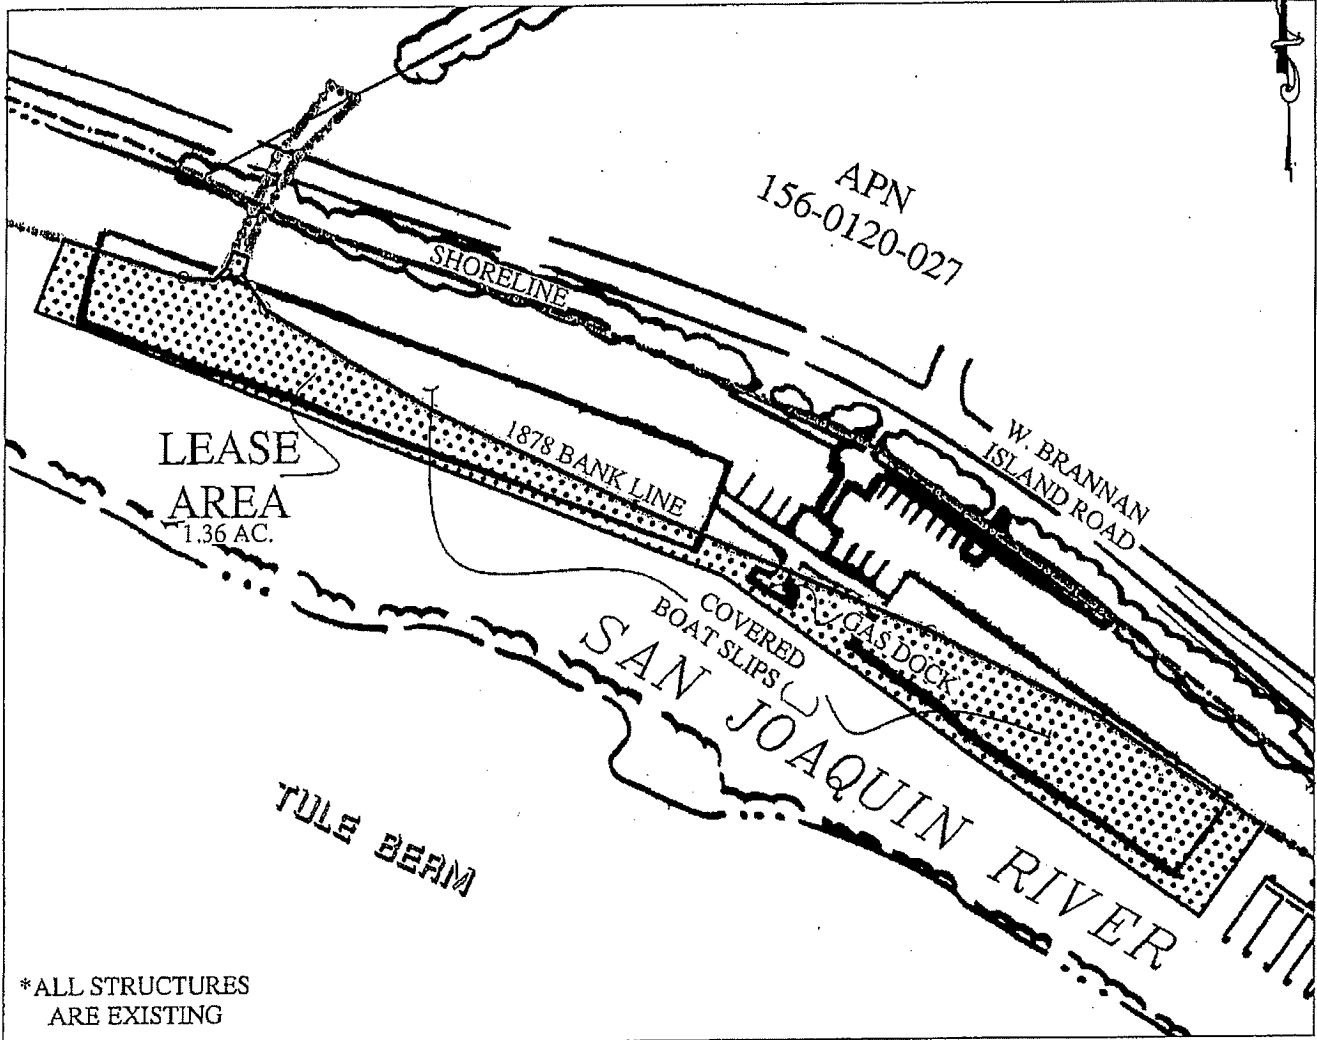 APN
156-0120-027
SHORELINE
W. BRANNAN
ISLAND ROAD
LEASE
AREA
1.36 AC.
1878 BANK LINE
COVERED
BOAT SLIPS
GAS DOCK
SAN JOAQUIN RIVER
TULE BERM
*ALL STRUCTURES
ARE EXISTING